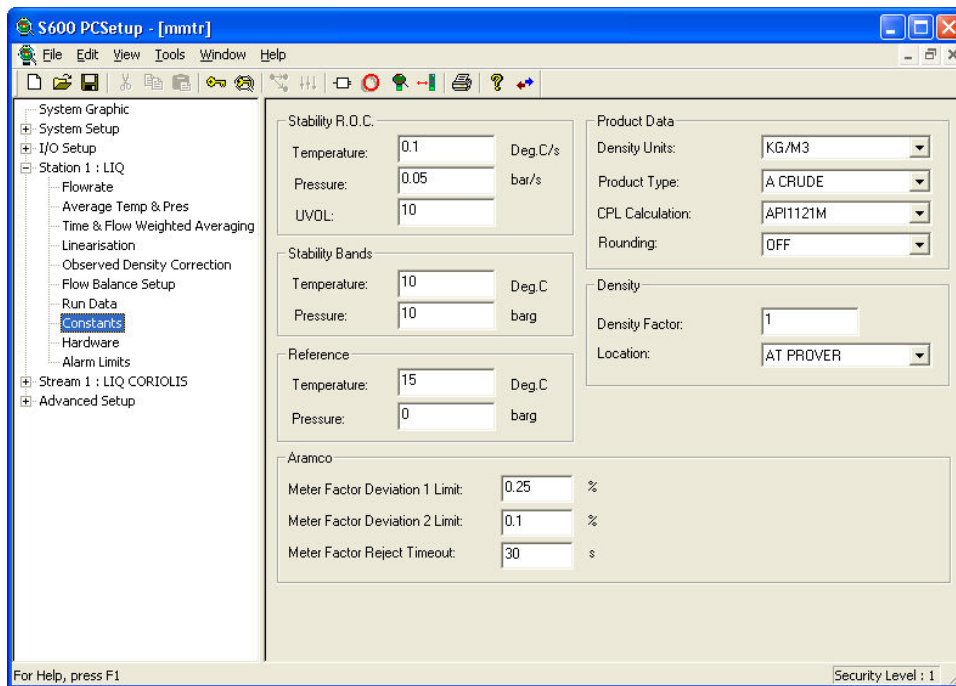 S600 PCSetup - [mmtr]
File Edit View Tools Window Help
System Graphic
System Setup
I/O Setup
Station 1 : LIQ
Flowrate
Average Temp & Pres
Time & Flow Weighted Averaging
Linearisation
Observed Density Correction
Flow Balance Setup
Run Data
Constants
Hardware
Alarm Limits
Stream 1 : LIQ CORIOLIS
Advanced Setup
Stability R.O.C.
Temperature: 0.1 Deg.C/s
Pressure: 0.05 bar/s
UVOL: 10
Stability Bands
Temperature: 10 Deg.C
Pressure: 10 barg
Reference
Temperature: 15 Deg.C
Pressure: 0 barg
Product Data
Density Units: KG/M3
Product Type: A CRUDE
CPL Calculation: API1121M
Rounding: OFF
Density
Density Factor: 1
Location: AT PROVER
Aramco
Meter Factor Deviation 1 Limit: 0.25 %
Meter Factor Deviation 2 Limit: 0.1 %
Meter Factor Reject Timeout: 30 s
For Help, press F1
Security Level : 1